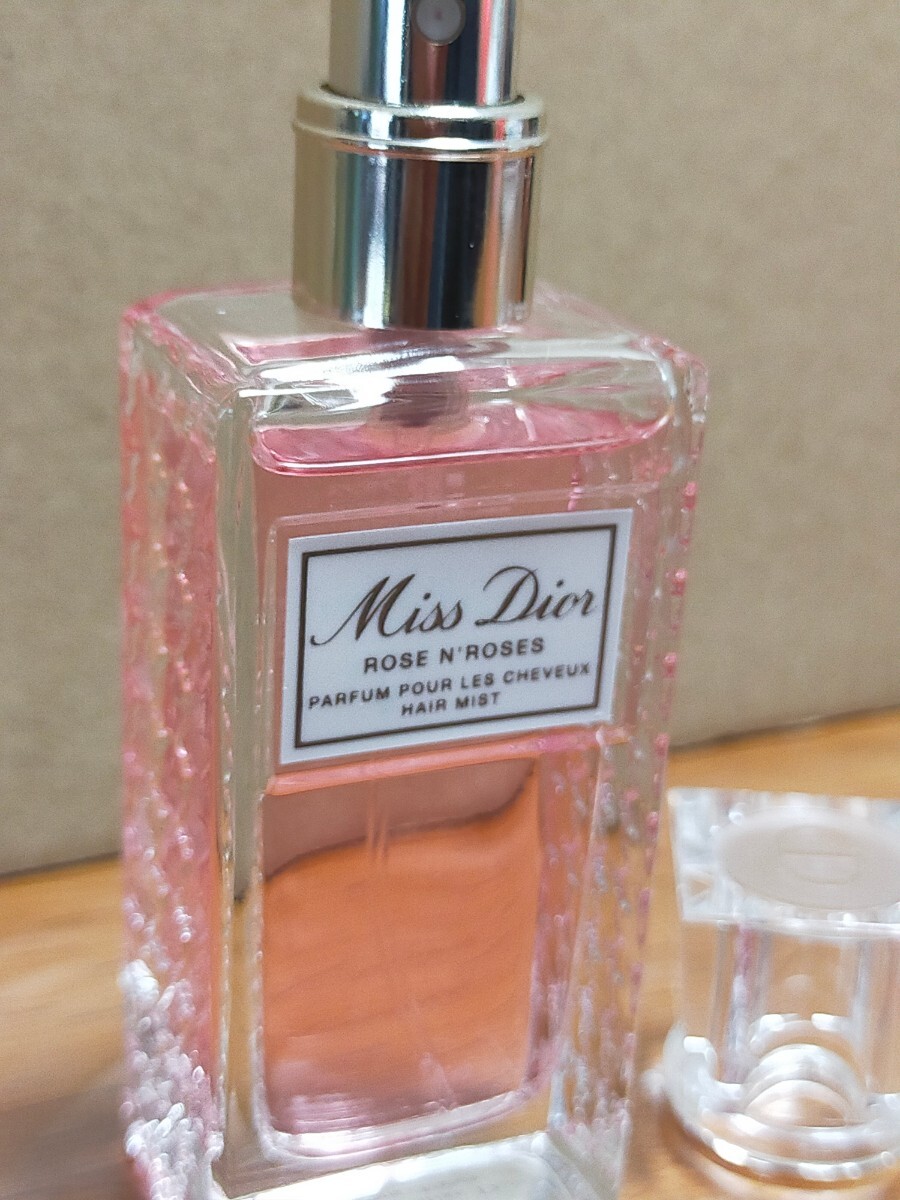 Miss Dior
ROSE N'ROSES
PARFUM POUR LES CHEVEUX
HAIR MIST